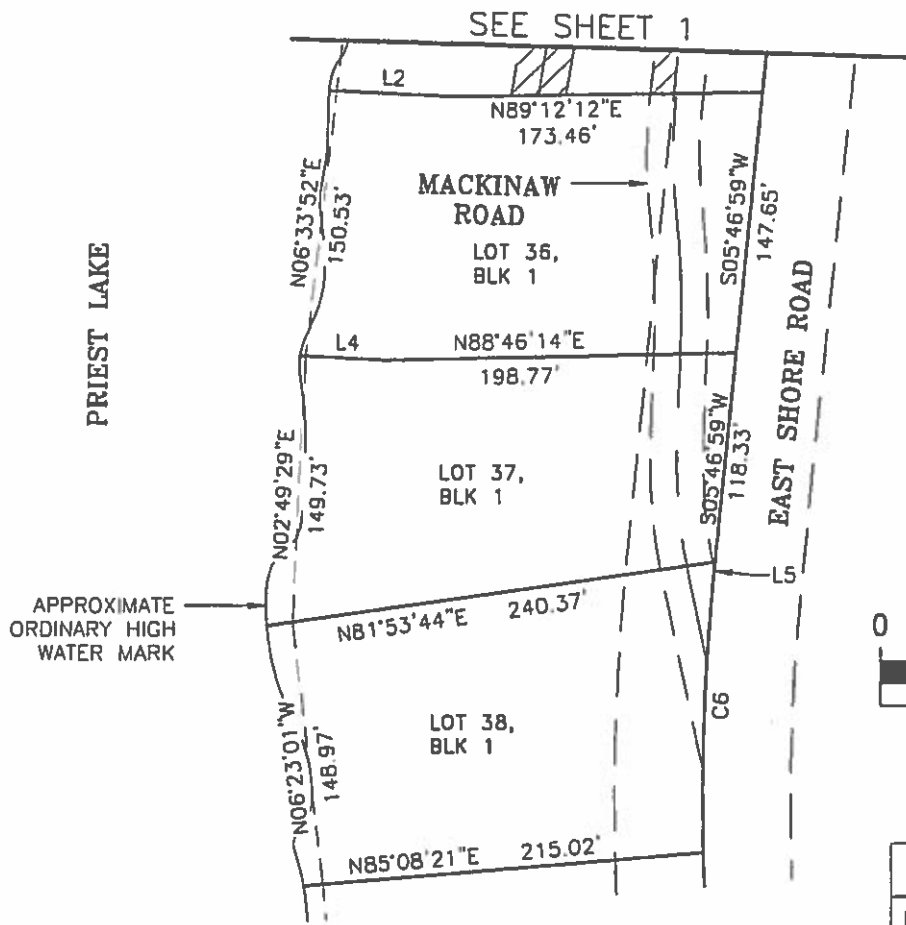 SEE SHEET 1
L2
N89°12'12"E
173.46'
N06°33'52"E
150.53'
MACKINAW
ROAD
S05°46'59"W
147.65'
LOT 36,
BLK 1
PRIEST LAKE
L4
N88°46'14"E
198.77'
EAST SHORE ROAD
S05°46'59"W
118.33'
N02°49'29"E
149.73'
LOT 37,
BLK 1
L5
APPROXIMATE
ORDINARY HIGH
WATER MARK
N81°53'44"E 240.37'
0
C6
N06°23'01"W
148.97'
LOT 38,
BLK 1
N85°08'21"E 215.02'